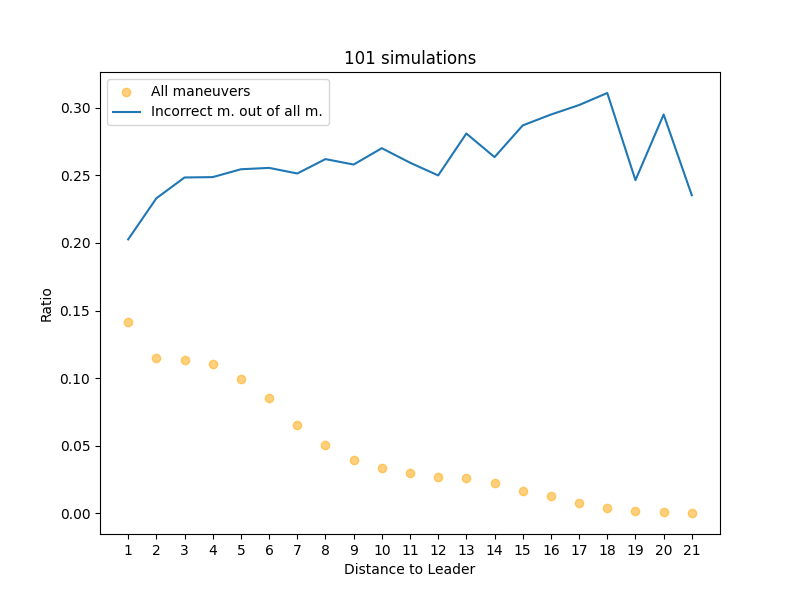 101 simulations
All maneuvers
Incorrect m. out of all m.
0.30
0.25
0.20
0.15
0.10
0.05
0.00
Ratio
1 2 3 4 5 6 7 8 9 10 11 12 13 14 15 16 17 18 19 20 21
Distance to Leader